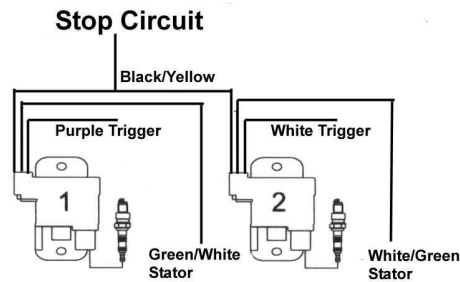 Stop Circuit
Black/Yellow
Purple Trigger
White Trigger
1
2
Green/White
Stator
White/Green
Stator